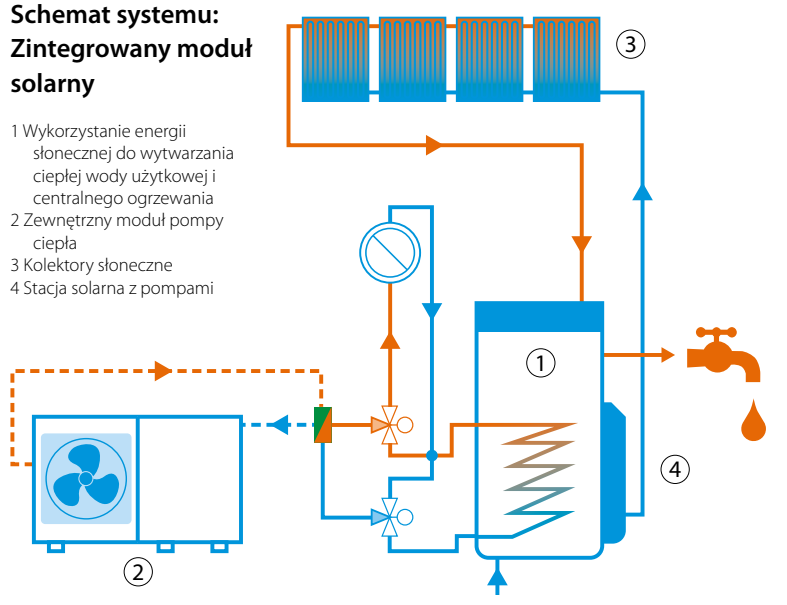 Schemat systemu:
Zintegrowany moduł
solarny
1 Wykorzystanie energii
słonecznej do wytwarzania
ciepłej wody użytkowej i
centralnego ogrzewania
2 Zewnętrzny moduł pompy
ciepła
3 Kolektory słoneczne
4 Stacja solarna z pompami
3
1
4
2